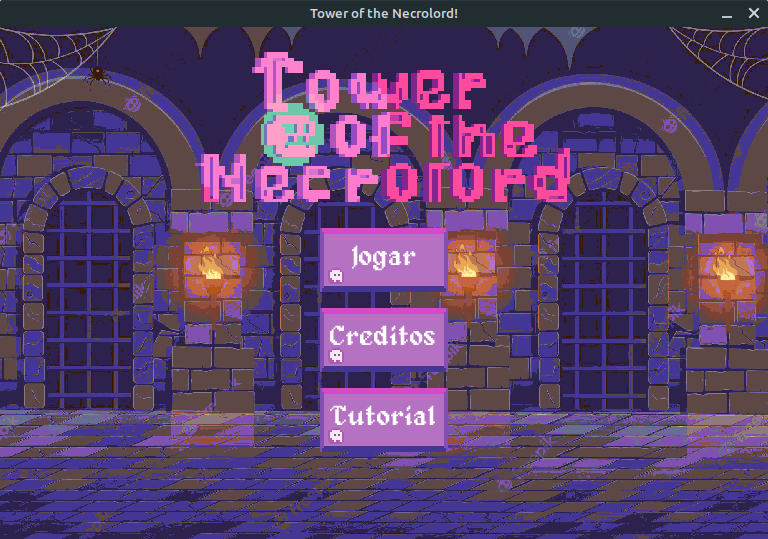 Tower of the Necrolord!
Tower
of the
Necrolord
Jogar
Creditos
Tutorial